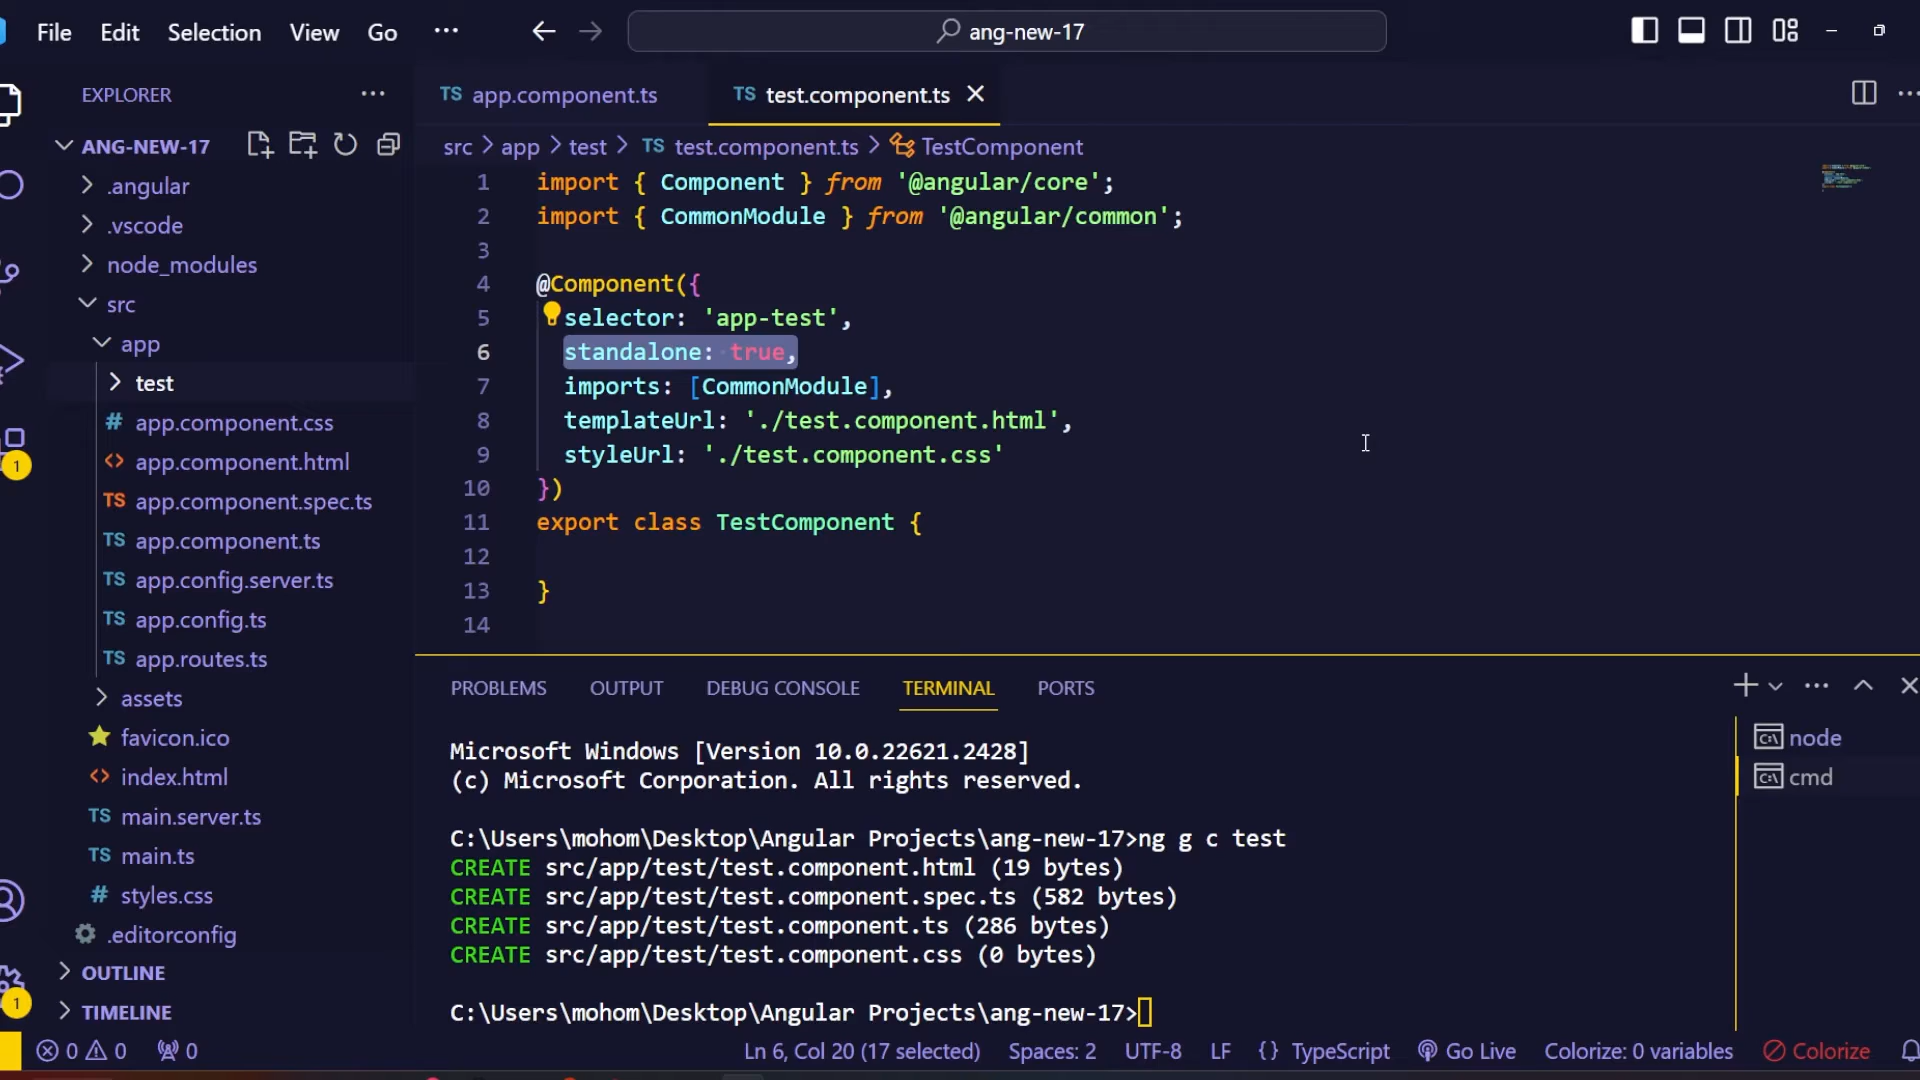 File Edit Selection View Go ··· ang-new-17
EXPLORER ···
ANG-NEW-17
.angular
.vscode
node_modules
src
app
test
# app.component.css
<> app.component.html
TS app.component.spec.ts
TS app.component.ts
TS app.config.server.ts
TS app.config.ts
TS app.routes.ts
assets
favicon.ico
<> index.html
TS main.server.ts
TS main.ts
# styles.css
.editorconfig
OUTLINE
TIMELINE
1
1
TS app.component.ts TS test.component.ts ···
src > app > test > TS test.component.ts > TestComponent
1 import { Component } from '@angular/core';
2 import { CommonModule } from '@angular/common';
3
4 @Component({
5 selector: 'app-test',
6 standalone: true,
7 imports: [CommonModule],
8 templateUrl: './test.component.html',
9 styleUrl: './test.component.css'
10 })
11 export class TestComponent {
12
13 }
14
PROBLEMS OUTPUT DEBUG CONSOLE TERMINAL PORTS ···
node
cmd
Microsoft Windows [Version 10.0.22621.2428]
(c) Microsoft Corporation. All rights reserved.
C:\Users\mohom\Desktop\Angular Projects\ang-new-17>ng g c test
CREATE src/app/test/test.component.html (19 bytes)
CREATE src/app/test/test.component.spec.ts (582 bytes)
CREATE src/app/test/test.component.ts (286 bytes)
CREATE src/app/test/test.component.css (0 bytes)
C:\Users\mohom\Desktop\Angular Projects\ang-new-17>
0 0 0 Ln 6, Col 20 (17 selected) Spaces: 2 UTF-8 LF {} TypeScript Go Live Colorize: 0 variables Colorize